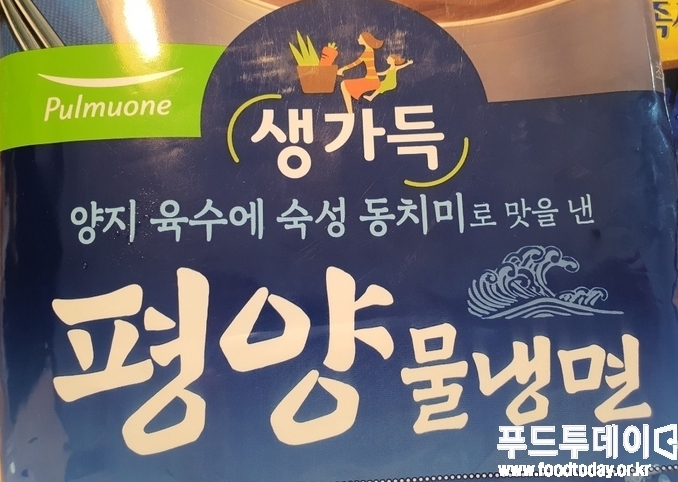 Pulmuone
생가득
양지 육수에 숙성 동치미로 맛을 낸
평양 물냉면
푸드투데이
www.foodtoday.or.kr